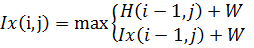 Ix(i,j) = max{H(i − 1,j) + W
Ix(i − 1,j) + W